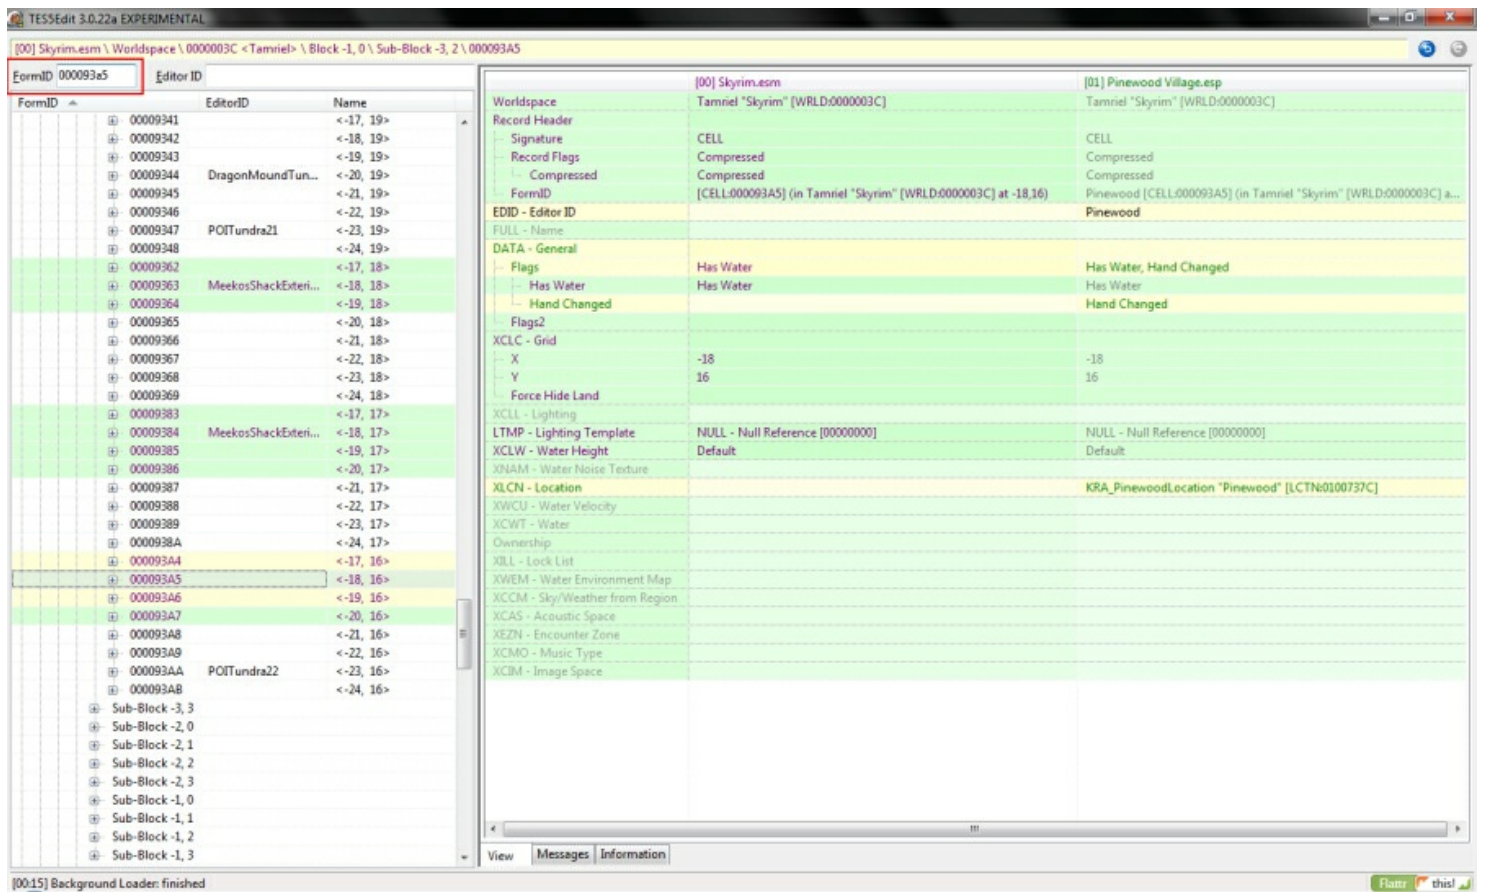 TES5Edit 3.0.22a EXPERIMENTAL
[00] Skyrim.esm \ Worldspace \ 0000003C <Tamriel> \ Block -1, 0 \ Sub-Block -3, 2 \ 000093A5
FormID 000093a5 Editor ID
FormID EditorID Name
00009341 <-17, 19>
00009342 <-18, 19>
00009343 <-19, 19>
00009344 DragonMoundTun... <-20, 19>
00009345 <-21, 19>
00009346 <-22, 19>
00009347 POITundra21 <-23, 19>
00009348 <-24, 19>
00009362 <-17, 18>
00009363 MeekosShackExteri... <-18, 18>
00009364 <-19, 18>
00009365 <-20, 18>
00009366 <-21, 18>
00009367 <-22, 18>
00009368 <-23, 18>
00009369 <-24, 18>
00009383 <-17, 17>
00009384 MeekosShackExteri... <-18, 17>
00009385 <-19, 17>
00009386 <-20, 17>
00009387 <-21, 17>
00009388 <-22, 17>
00009389 <-23, 17>
0000938A <-24, 17>
000093A4 <-17, 16>
000093A5 <-18, 16>
000093A6 <-19, 16>
000093A7 <-20, 16>
000093A8 <-21, 16>
000093A9 <-22, 16>
000093AA POITundra22 <-23, 16>
000093AB <-24, 16>
Sub-Block -3, 3
Sub-Block -2, 0
Sub-Block -2, 1
Sub-Block -2, 2
Sub-Block -2, 3
Sub-Block -1, 0
Sub-Block -1, 1
Sub-Block -1, 2
Sub-Block -1, 3
[00] Skyrim.esm [01] Pinewood Village.esp
Worldspace Tamriel "Skyrim" [WRLD:0000003C] Tamriel "Skyrim" [WRLD:0000003C]
Record Header
Signature CELL CELL
Record Flags Compressed Compressed
Compressed Compressed Compressed
FormID [CELL:000093A5] (in Tamriel "Skyrim" [WRLD:0000003C] at -18,16) Pinewood [CELL:000093A5] (in Tamriel "Skyrim" [WRLD:0000003C] a...
EDID - Editor ID Pinewood
FULL - Name
DATA - General
Flags Has Water Has Water, Hand Changed
Has Water Has Water Has Water
Hand Changed Hand Changed
Flags2
XCLC - Grid
X -18 -18
Y 16 16
Force Hide Land
XCLL - Lighting
LTMP - Lighting Template NULL - Null Reference [00000000] NULL - Null Reference [00000000]
XCLW - Water Height Default Default
XNAM - Water Noise Texture
XLCN - Location KRA_PinewoodLocation "Pinewood" [LCTN:0100737C]
XWCU - Water Velocity
XCWT - Water
Ownership
XILL - Lock List
XWEM - Water Environment Map
XCCM - Sky/Weather from Region
XCAS - Acoustic Space
XEZN - Encounter Zone
XCMO - Music Type
XCIM - Image Space
View Messages Information
[00:15] Background Loader: finished
Flattr this!